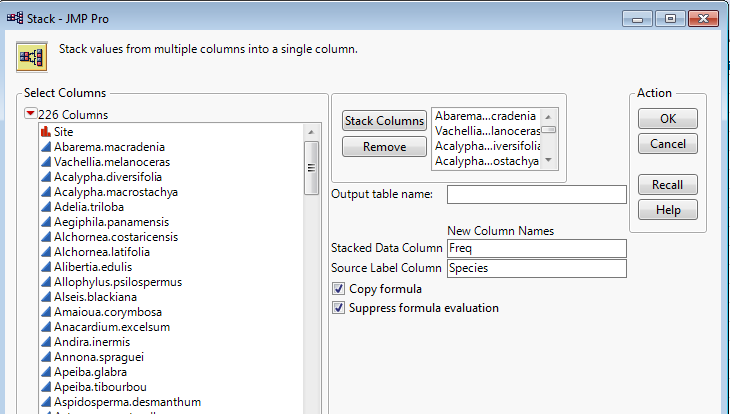 Stack - JMP Pro
Stack values from multiple columns into a single column.
Select Columns
226 Columns
Site
Abarema.macradenia
Vachellia.melanoceras
Acalypha.diversifolia
Acalypha.macrostachya
Adelia.triloba
Aegiphila.panamensis
Alchornea.costaricensis
Alchornea.latifolia
Alibertia.edulis
Allophylus.psilospermus
Alseis.blackiana
Amaioua.corymbosa
Anacardium.excelsum
Andira.inermis
Annona.spraguei
Apeiba.glabra
Apeiba.tibourbou
Aspidosperma.desmanthum
Stack Columns
Remove
Abarema...cradenia
Vachellia...lanoceras
Acalyph...iversifolia
Acalyph...ostachya
Output table name:
New Column Names
Stacked Data Column Freq
Source Label Column Species
Copy formula
Suppress formula evaluation
Action
OK
Cancel
Recall
Help